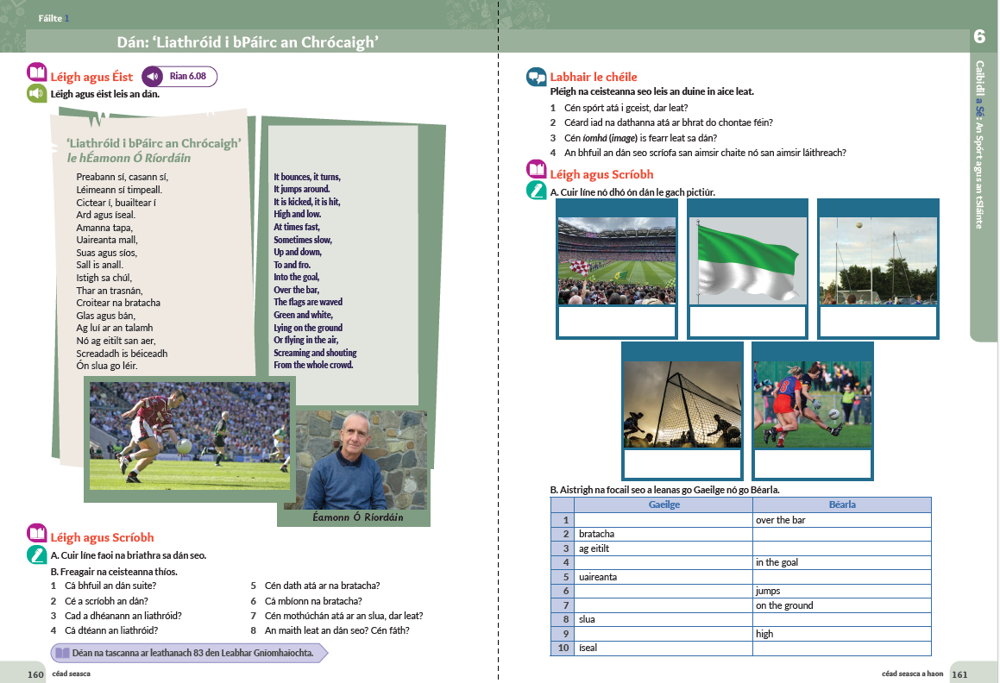 Fáilte 1
Dán: ‘Liathróid i bPáirc an Chrócaigh’
Léigh agus Éist
Rian 6.08
Léigh agus éist leis an dán.
‘Liathróid i bPáirc an Chrócaigh’
le hÉamonn Ó Ríordáin
Preabann sí, casann sí,
Léimeann sí timpeall.
Cictear í, buailtear í
Ard agus íseal.
Amanna tapa,
Uaireanta mall,
Suas agus síos,
Sall is anall.
Istigh sa chúl,
Thar an trasnán,
Croitear na bratacha
Glas agus bán,
Ag luí ar an talamh
Nó ag eitilt san aer,
Screadadh is béiceadh
Ón slua go léir.
It bounces, it turns,
It jumps around.
It is kicked, it is hit,
High and low.
At times fast,
Sometimes slow,
Up and down,
To and fro.
Into the goal,
Over the bar,
The flags are waved
Green and white,
Lying on the ground
Or flying in the air,
Screaming and shouting
From the whole crowd.
Éamonn Ó Ríordáin
Léigh agus Scríobh
A. Cuir líne faoi na briathra sa dán seo.
B. Freagair na ceisteanna thíos.
1 Cá bhfuil an dán suite?
2 Cé a scríobh an dán?
3 Cad a dhéanann an liathróid?
4 Cá dtéann an liathróid?
5 Cén dath atá ar na bratacha?
6 Cá mbíonn na bratacha?
7 Cén mothúchán atá ar an slua, dar leat?
8 An maith leat an dán seo? Cén fáth?
Déan na tascanna ar leathanach 83 den Leabhar Gníomhaíochta.
160 céad seasca
6
Caibidil a Sé: An Spórt agus an tSláinte
Labhair le chéile
Pléigh na ceisteanna seo leis an duine in aice leat.
1 Cén spórt atá i gceist, dar leat?
2 Céard iad na dathanna atá ar bhrat do chontae féin?
3 Cén íomhá (image) is fearr leat sa dán?
4 An bhfuil an dán seo scríofa san aimsir chaite nó san aimsir láithreach?
Léigh agus Scríobh
A. Cuir líne nó dhó ón dán le gach pictiúr.
8
B. Aistrigh na focail seo a leanas go Gaeilge nó go Béarla.
Gaeilge Béarla
1 over the bar
2 bratacha
3 ag eitilt
4 in the goal
5 uaireanta
6 jumps
7 on the ground
8 slua
9 high
10 íseal
céad seasca a haon 161